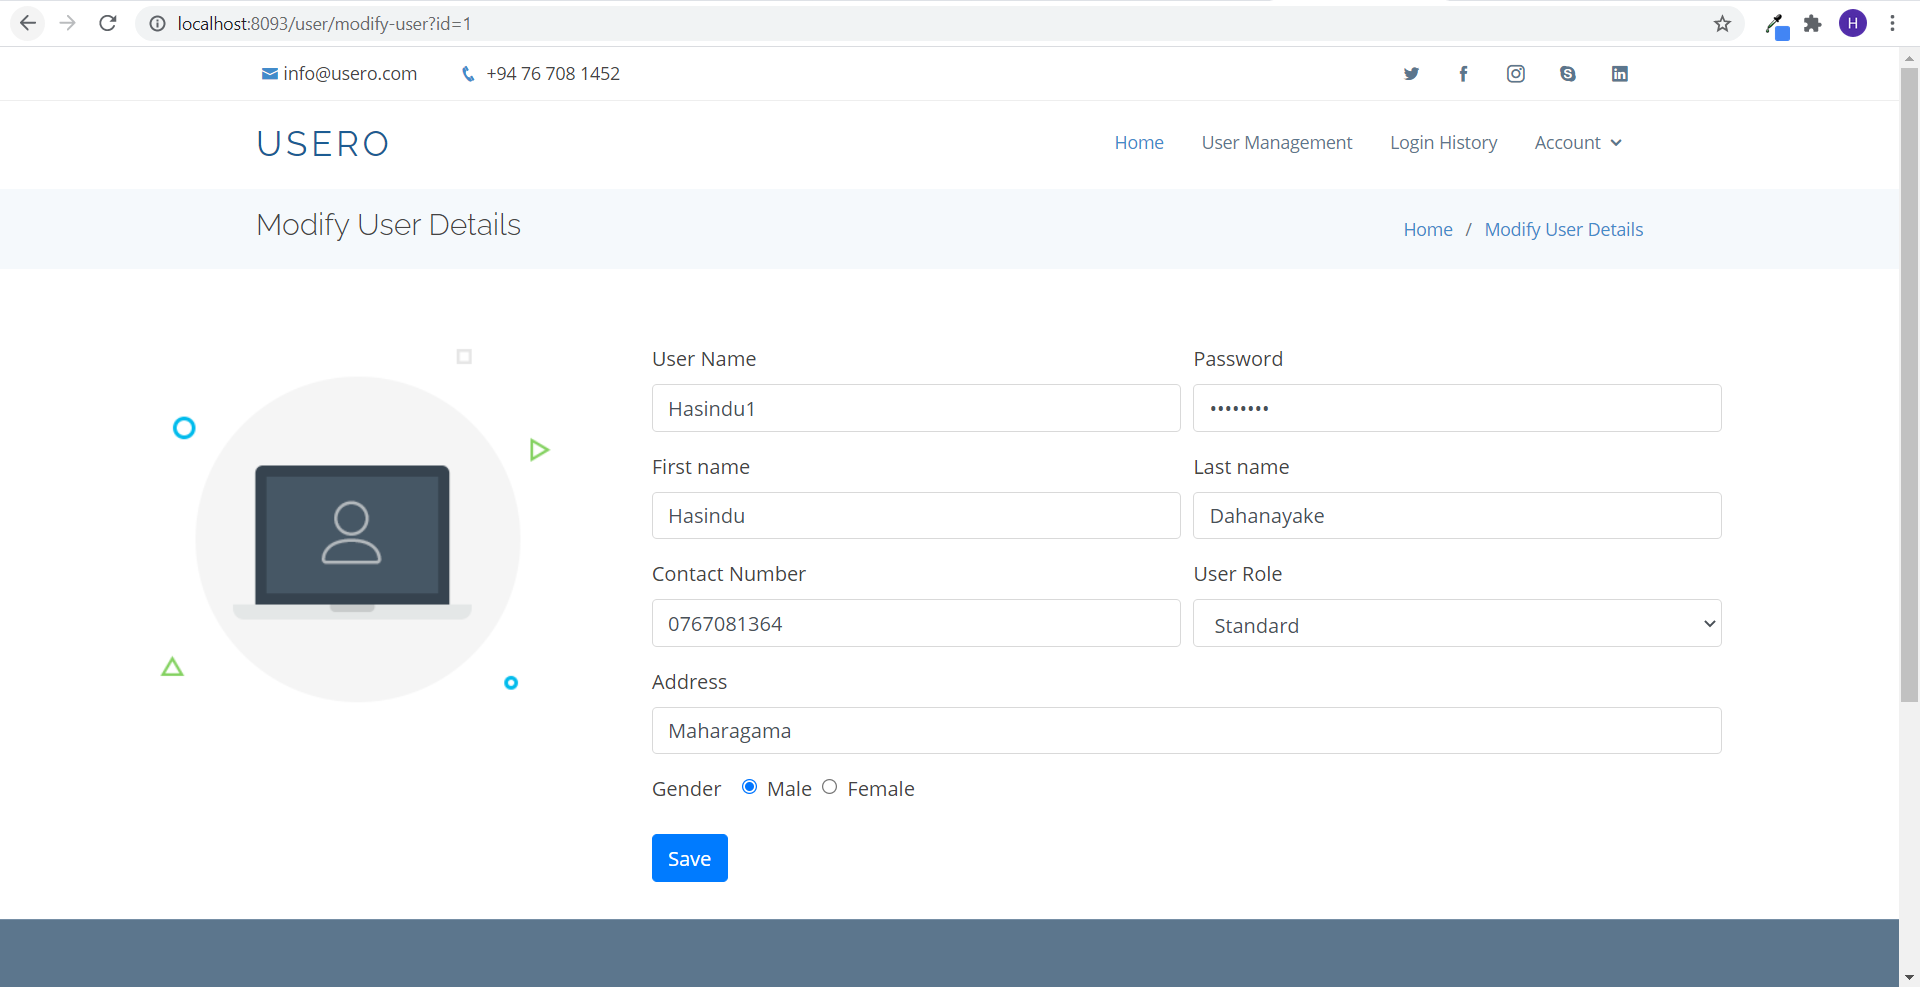 localhost:8093/user/modify-user?id=1
H
info@usero.com +94 76 708 1452
USERO
Home User Management Login History Account
Modify User Details
Home / Modify User Details
User Name Password
Hasindu1 ••••••••
First name Last name
Hasindu Dahanayake
Contact Number User Role
0767081364 Standard
Address
Maharagama
Gender Male Female
Save